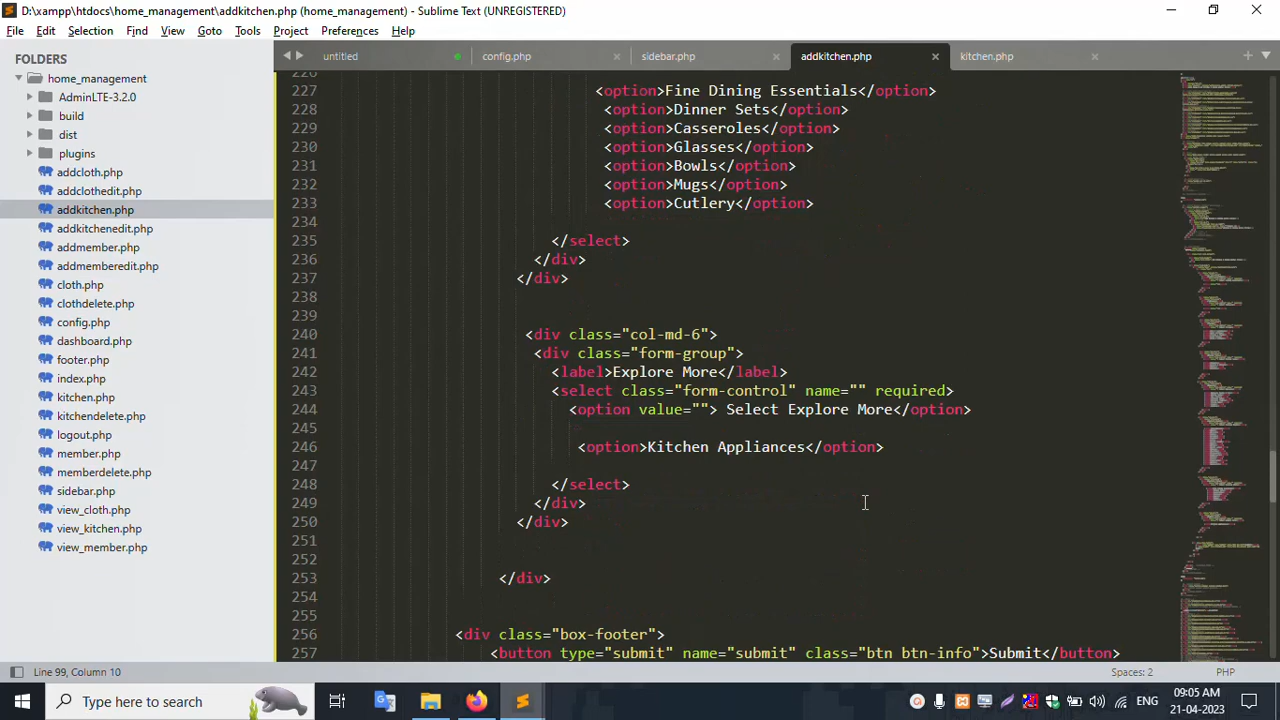 D:\xampp\htdocs\home_management\addkitchen.php (home_management) - Sublime Text (UNREGISTERED)
File Edit Selection Find View Goto Tools Project Preferences Help
FOLDERS
home_management
AdminLTE-3.2.0
build
dist
plugins
addcloth.php
addclothedit.php
addkitchen.php
addkitchenedit.php
addmember.php
addmemberedit.php
cloth.php
clothdelete.php
config.php
dashboard.php
footer.php
index.php
kitchen.php
kitchendelete.php
logout.php
member.php
memberdelete.php
sidebar.php
view_cloth.php
view_kitchen.php
view_member.php
untitled config.php sidebar.php addkitchen.php kitchen.php
226
227 <option>Fine Dining Essentials</option>
228 <option>Dinner Sets</option>
229 <option>Casseroles</option>
230 <option>Glasses</option>
231 <option>Bowls</option>
232 <option>Mugs</option>
233 <option>Cutlery</option>
234
235 </select>
236 </div>
237 </div>
238
239
240 <div class="col-md-6">
241 <div class="form-group">
242 <label>Explore More</label>
243 <select class="form-control" name="" required>
244 <option value=""> Select Explore More</option>
245
246 <option>Kitchen Appliances</option>
247
248 </select>
249 </div>
250 </div>
251
252
253 </div>
254
255
256 <div class="box-footer">
257 <button type="submit" name="submit" class="btn btn-info">Submit</button>
Line 99, Column 10 Spaces: 2 PHP
Type here to search
ENG
09:05 AM
21-04-2023